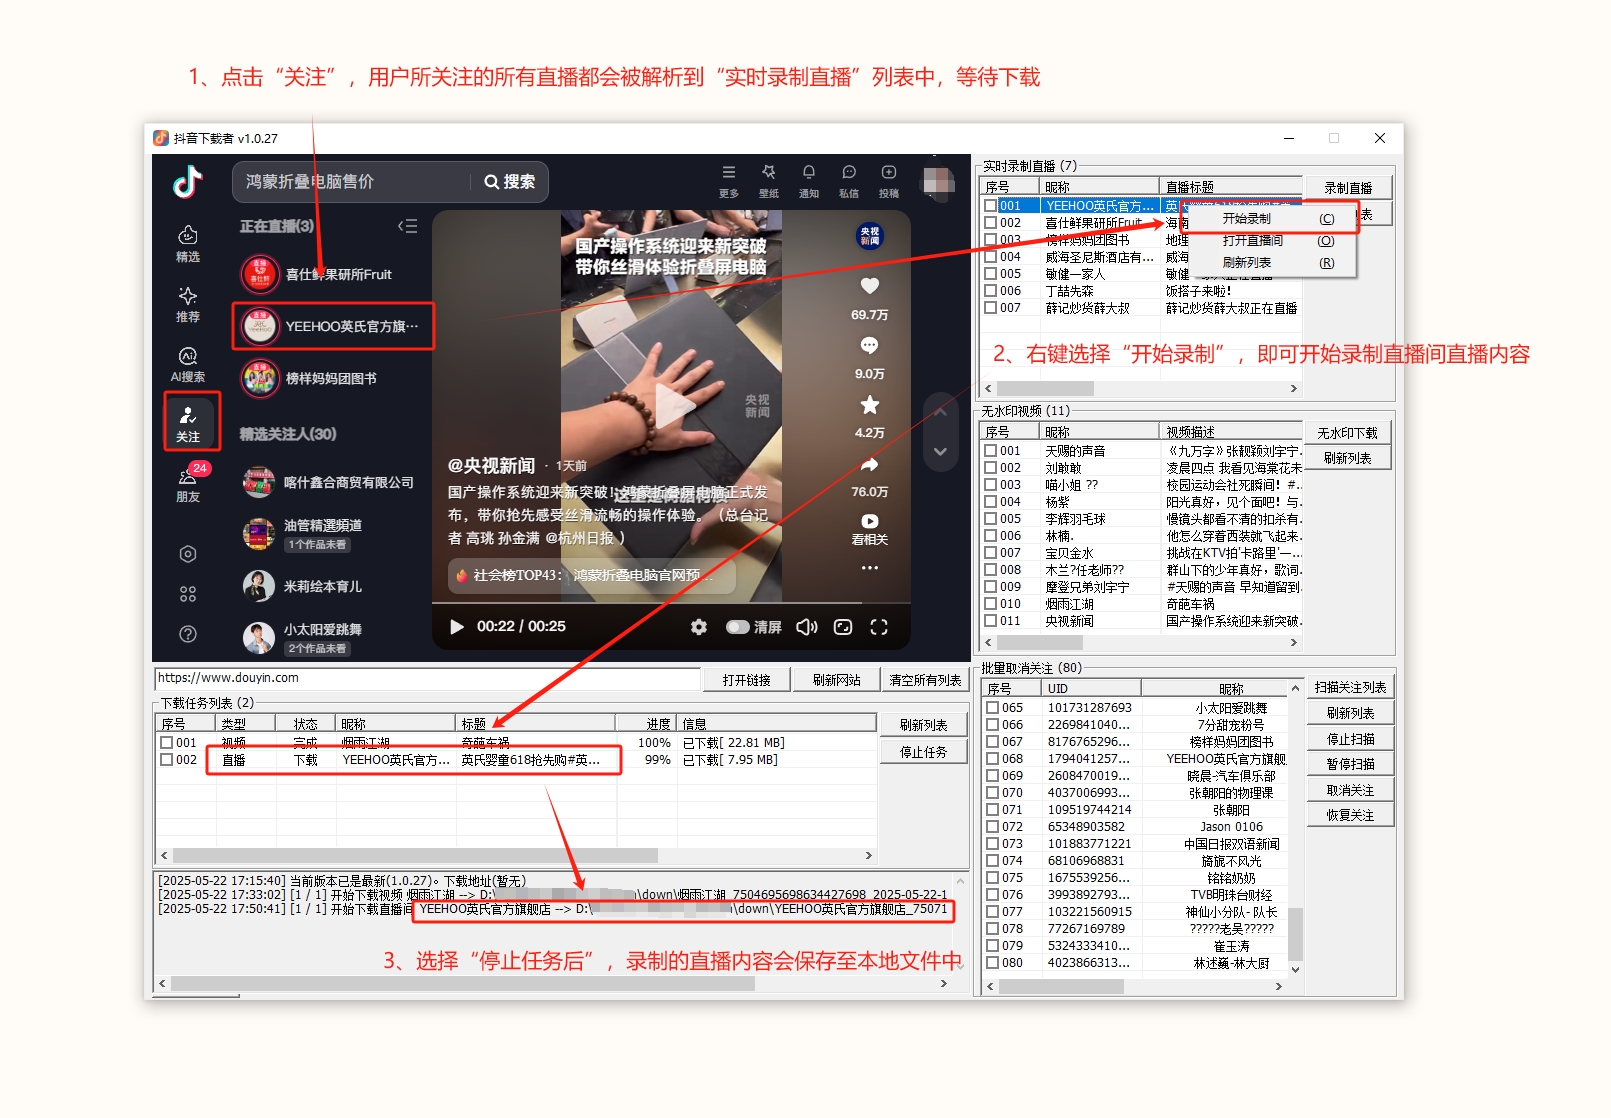 1、点击“关注”，用户所关注的所有直播都会被解析到“实时录制直播”列表中，等待下载
抖音下载者 v1.0.27
鸿蒙折叠电脑售价
搜索
更多
壁纸
通知
私信
投稿
精选
推荐
AI搜索
关注
24
朋友
正在直播(3)
直播
喜仕鲜果研所Fruit
直播
YEEHOO英氏官方旗…
直播
榜样妈妈团图书
精选关注人(30)
喀什鑫合商贸有限公司
油管精選頻道
1个作品未看
米莉绘本育儿
小太阳爱跳舞
2个作品未看
国产操作系统迎来新突破
带你丝滑体验折叠屏电脑
央视新闻
央视新闻
69.7万
9.0万
4.2万
76.0万
看相关
@央视新闻 · 1天前
国产操作系统迎来新突破！鸿蒙折叠屏电脑正式发
布，带你抢先感受丝滑流畅的操作体验。（总台记
者 高珧 孙金满 @杭州日报 ）
社会榜TOP43：鸿蒙折叠电脑官网预…
00:22 / 00:25
清屏
https://www.douyin.com
打开链接
刷新网站
清空所有列表
下载任务列表 (2)
序号 类型 状态 昵称 标题 进度 信息
001 视频 完成 烟雨江湖 奇葩车祸 100% 已下载[ 22.81 MB]
002 直播 下载 YEEHOO英氏官方... 英氏婴童618抢先购#英... 99% 已下载[ 7.95 MB]
刷新列表
停止任务
[2025-05-22 17:15:40] 当前版本已是最新(1.0.27)。下载地址(暂无)
[2025-05-22 17:33:02] [1 / 1] 开始下载视频 烟雨江湖 --> D:\ \down\烟雨江湖_7504695698634427698_2025-05-22-1
[2025-05-22 17:50:41] [1 / 1] 开始下载直播间 YEEHOO英氏官方旗舰店 --> D:\ \down\YEEHOO英氏官方旗舰店_75071
3、选择“停止任务后”，录制的直播内容会保存至本地文件中
实时录制直播 (7)
序号 昵称 直播标题
001 YEEHOO英氏官方...
002 喜仕鲜果研所Fruit 海南
003 榜样妈妈团图书 地理
004 威海圣尼斯酒店有... 威海
005 敏健一家人
006 丁喆先森 饭搭子来啦！
007 薛记炒货薛大叔 薛记炒货薛大叔正在直播
录制直播
开始录制 (C)
打开直播间 (O)
刷新列表 (R)
2、右键选择“开始录制”，即可开始录制直播间直播内容
无水印视频 (11)
序号 昵称 视频描述
001 天赐的声音 《九万字》张靓颖刘宇宁.
002 刘敢敢 凌晨四点 我看见海棠花未
003 喵小姐 ?? 校园运动会社死瞬间！#.
004 杨紫 阳光真好，见个面吧！与.
005 李辉羽毛球 慢镜头都看不清的扣杀有.
006 林楠. 他怎么穿着西装就飞起来.
007 宝贝金水 挑战在KTV拍'卡路里'一...
008 木兰?任老师?? 群山下的少年真好，歌词.
009 摩登兄弟刘宇宁 #天赐的声音 早知道留到
010 烟雨江湖 奇葩车祸
011 央视新闻 国产操作系统迎来新突破.
无水印下载
刷新列表
批量取消关注 (80)
序号 UID 昵称
065 101731287693 小太阳爱跳舞
066 2269841040... 7分甜宠粉号
067 8176765296... 榜样妈妈团图书
068 1794041257... YEEHOO英氏官方旗舰
069 2608470019... 晓晨-汽车俱乐部
070 4037006993... 张朝阳的物理课
071 109519744214 张朝阳
072 65348903582 Jason 0106
073 101883771221 中国日报双语新闻
074 68106968831 旖旎不风光
075 1675539256... 铭铭奶奶
076 3993892793... TVB明珠台财经
077 103221560915 神仙小分队-队长
078 77267169789 ?????老吴?????
079 5324333410... 崔玉涛
080 4023866313... 林述巍-林大厨
扫描关注列表
刷新列表
停止扫描
暂停扫描
取消关注
恢复关注